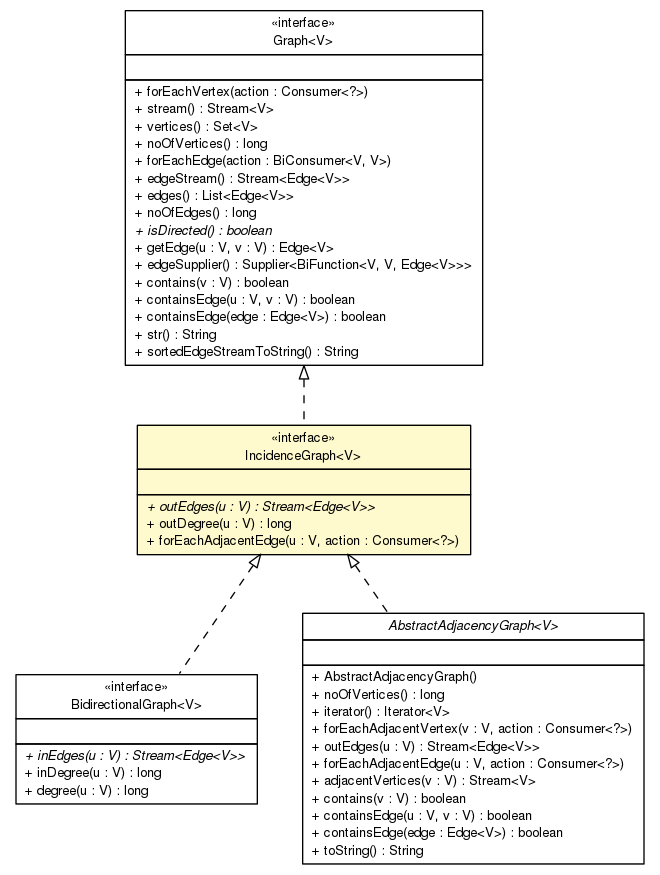 «interface»
Graph<V>
+ forEachVertex(action : Consumer<?>)
+ stream() : Stream<V>
+ vertices() : Set<V>
+ noOfVertices() : long
+ forEachEdge(action : BiConsumer<V, V>)
+ edgeStream() : Stream<Edge<V>>
+ edges() : List<Edge<V>>
+ noOfEdges() : long
+ isDirected() : boolean
+ getEdge(u : V, v : V) : Edge<V>
+ edgeSupplier() : Supplier<BiFunction<V, V, Edge<V>>>
+ contains(v : V) : boolean
+ containsEdge(u : V, v : V) : boolean
+ containsEdge(edge : Edge<V>) : boolean
+ str() : String
+ sortedEdgeStreamToString() : String
«interface»
IncidenceGraph<V>
+ outEdges(u : V) : Stream<Edge<V>>
+ outDegree(u : V) : long
+ forEachAdjacentEdge(u : V, action : Consumer<?>)
«interface»
BidirectionalGraph<V>
+ inEdges(u : V) : Stream<Edge<V>>
+ inDegree(u : V) : long
+ degree(u : V) : long
AbstractAdjacencyGraph<V>
+ AbstractAdjacencyGraph()
+ noOfVertices() : long
+ iterator() : Iterator<V>
+ forEachAdjacentVertex(v : V, action : Consumer<?>)
+ outEdges(u : V) : Stream<Edge<V>>
+ forEachAdjacentEdge(u : V, action : Consumer<?>)
+ adjacentVertices(v : V) : Stream<V>
+ contains(v : V) : boolean
+ containsEdge(u : V, v : V) : boolean
+ containsEdge(edge : Edge<V>) : boolean
+ toString() : String